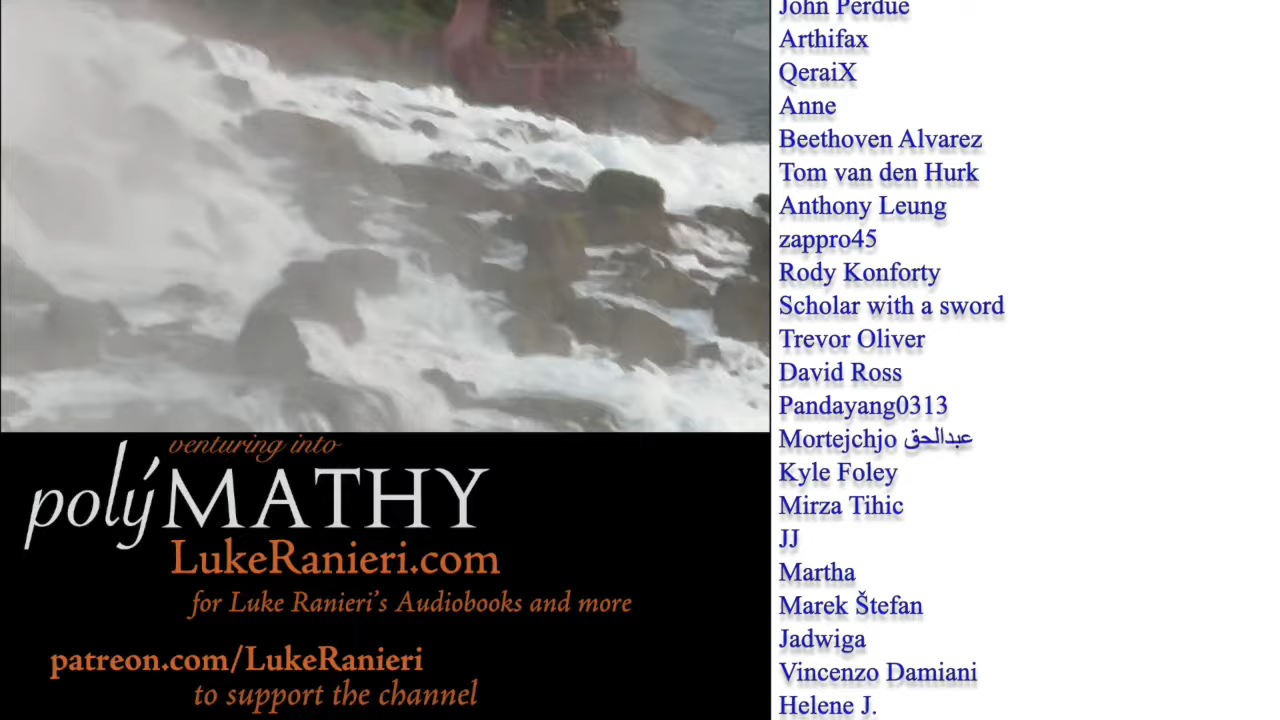 venturing into
polýMATHY
LukeRanieri.com
for Luke Ranieri's Audiobooks and more
patreon.com/LukeRanieri
to support the channel
John Perdue
Arthifax
QeraiX
Anne
Beethoven Alvarez
Tom van den Hurk
Anthony Leung
zappro45
Rody Konforty
Scholar with a sword
Trevor Oliver
David Ross
Pandayang0313
Mortejchjo عبدالحق
Kyle Foley
Mirza Tihic
JJ
Martha
Marek Štefan
Jadwiga
Vincenzo Damiani
Helene J.